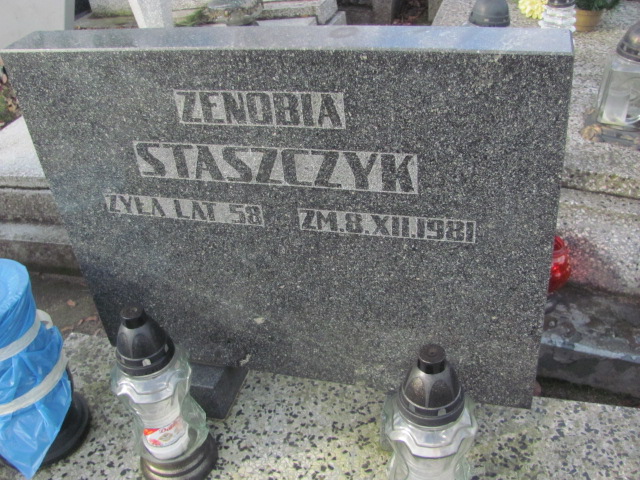 ZENOBIA
STASZCZYK
ŻYŁA LAT 58 ZM.8.XII.1981